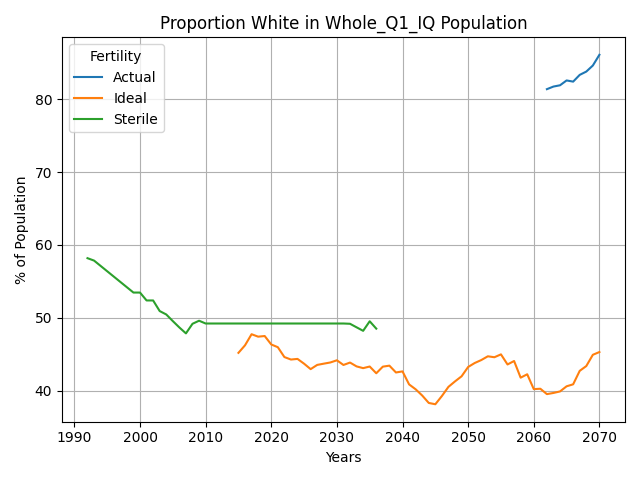 Proportion White in Whole_Q1_IQ Population
Fertility
Actual
Ideal
Sterile
% of Population
80
70
60
50
40
1990 2000 2010 2020 2030 2040 2050 2060 2070
Years